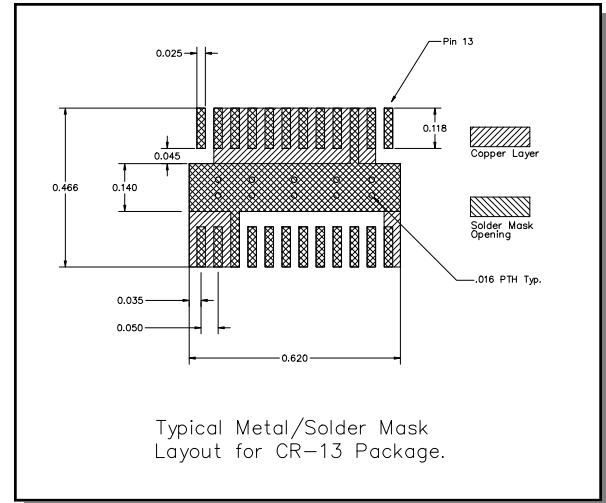 Pin 13
0.025
0.118
0.045
Copper Layer
0.466
0.140
Solder Mask
Opening
.016 PTH Typ.
0.035
0.050
0.620
Typical Metal/Solder Mask
Layout for CR-13 Package.